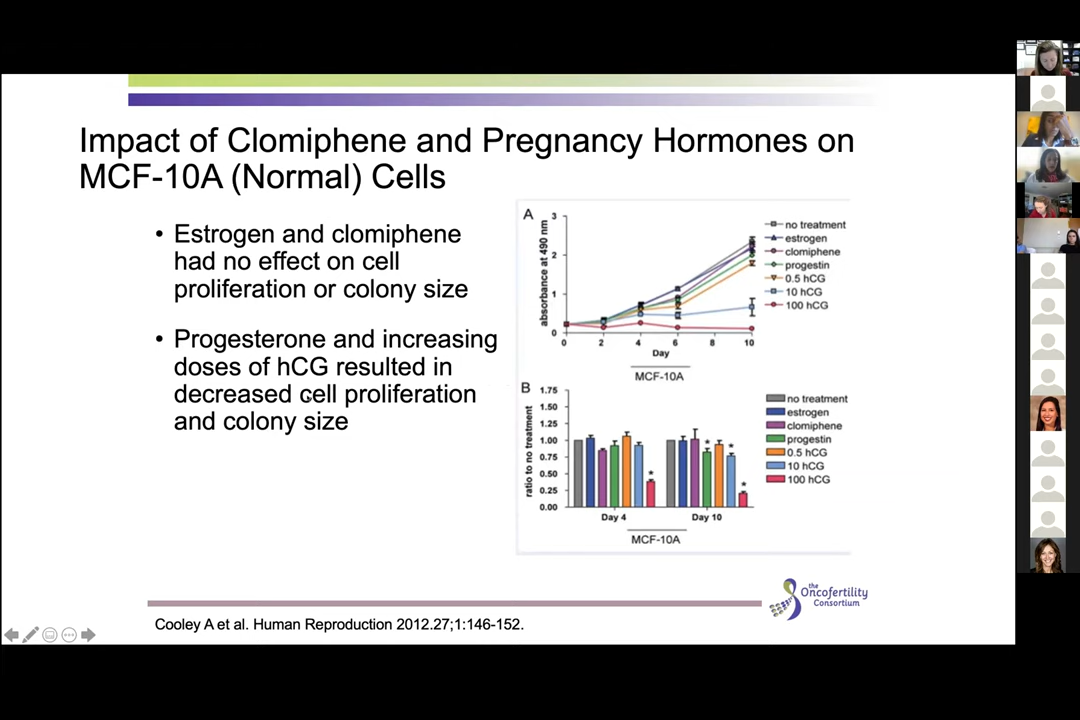 Impact of Clomiphene and Pregnancy Hormones on
MCF-10A (Normal) Cells
• Estrogen and clomiphene
had no effect on cell
proliferation or colony size
• Progesterone and increasing
doses of hCG resulted in
decreased cell proliferation
and colony size
A
absorbance at 490 nm
3
2
1
0
0 2 4 6 8 10
Day
MCF-10A
no treatment
estrogen
clomiphene
progestin
0.5 hCG
10 hCG
100 hCG
B
ratio to no treatment
1.75
1.50
1.25
1.00
0.75
0.50
0.25
0.00
* * * *
Day 4 Day 10
MCF-10A
no treatment
estrogen
clomiphene
progestin
0.5 hCG
10 hCG
100 hCG
the
Oncofertility
Consortium
Cooley A et al. Human Reproduction 2012.27;1:146-152.